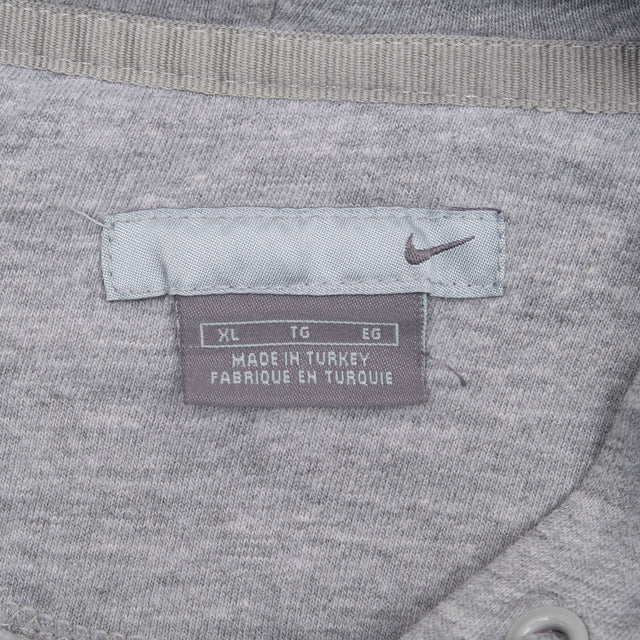 XL TG EG
MADE IN TURKEY
FABRIQUE EN TURQUIE